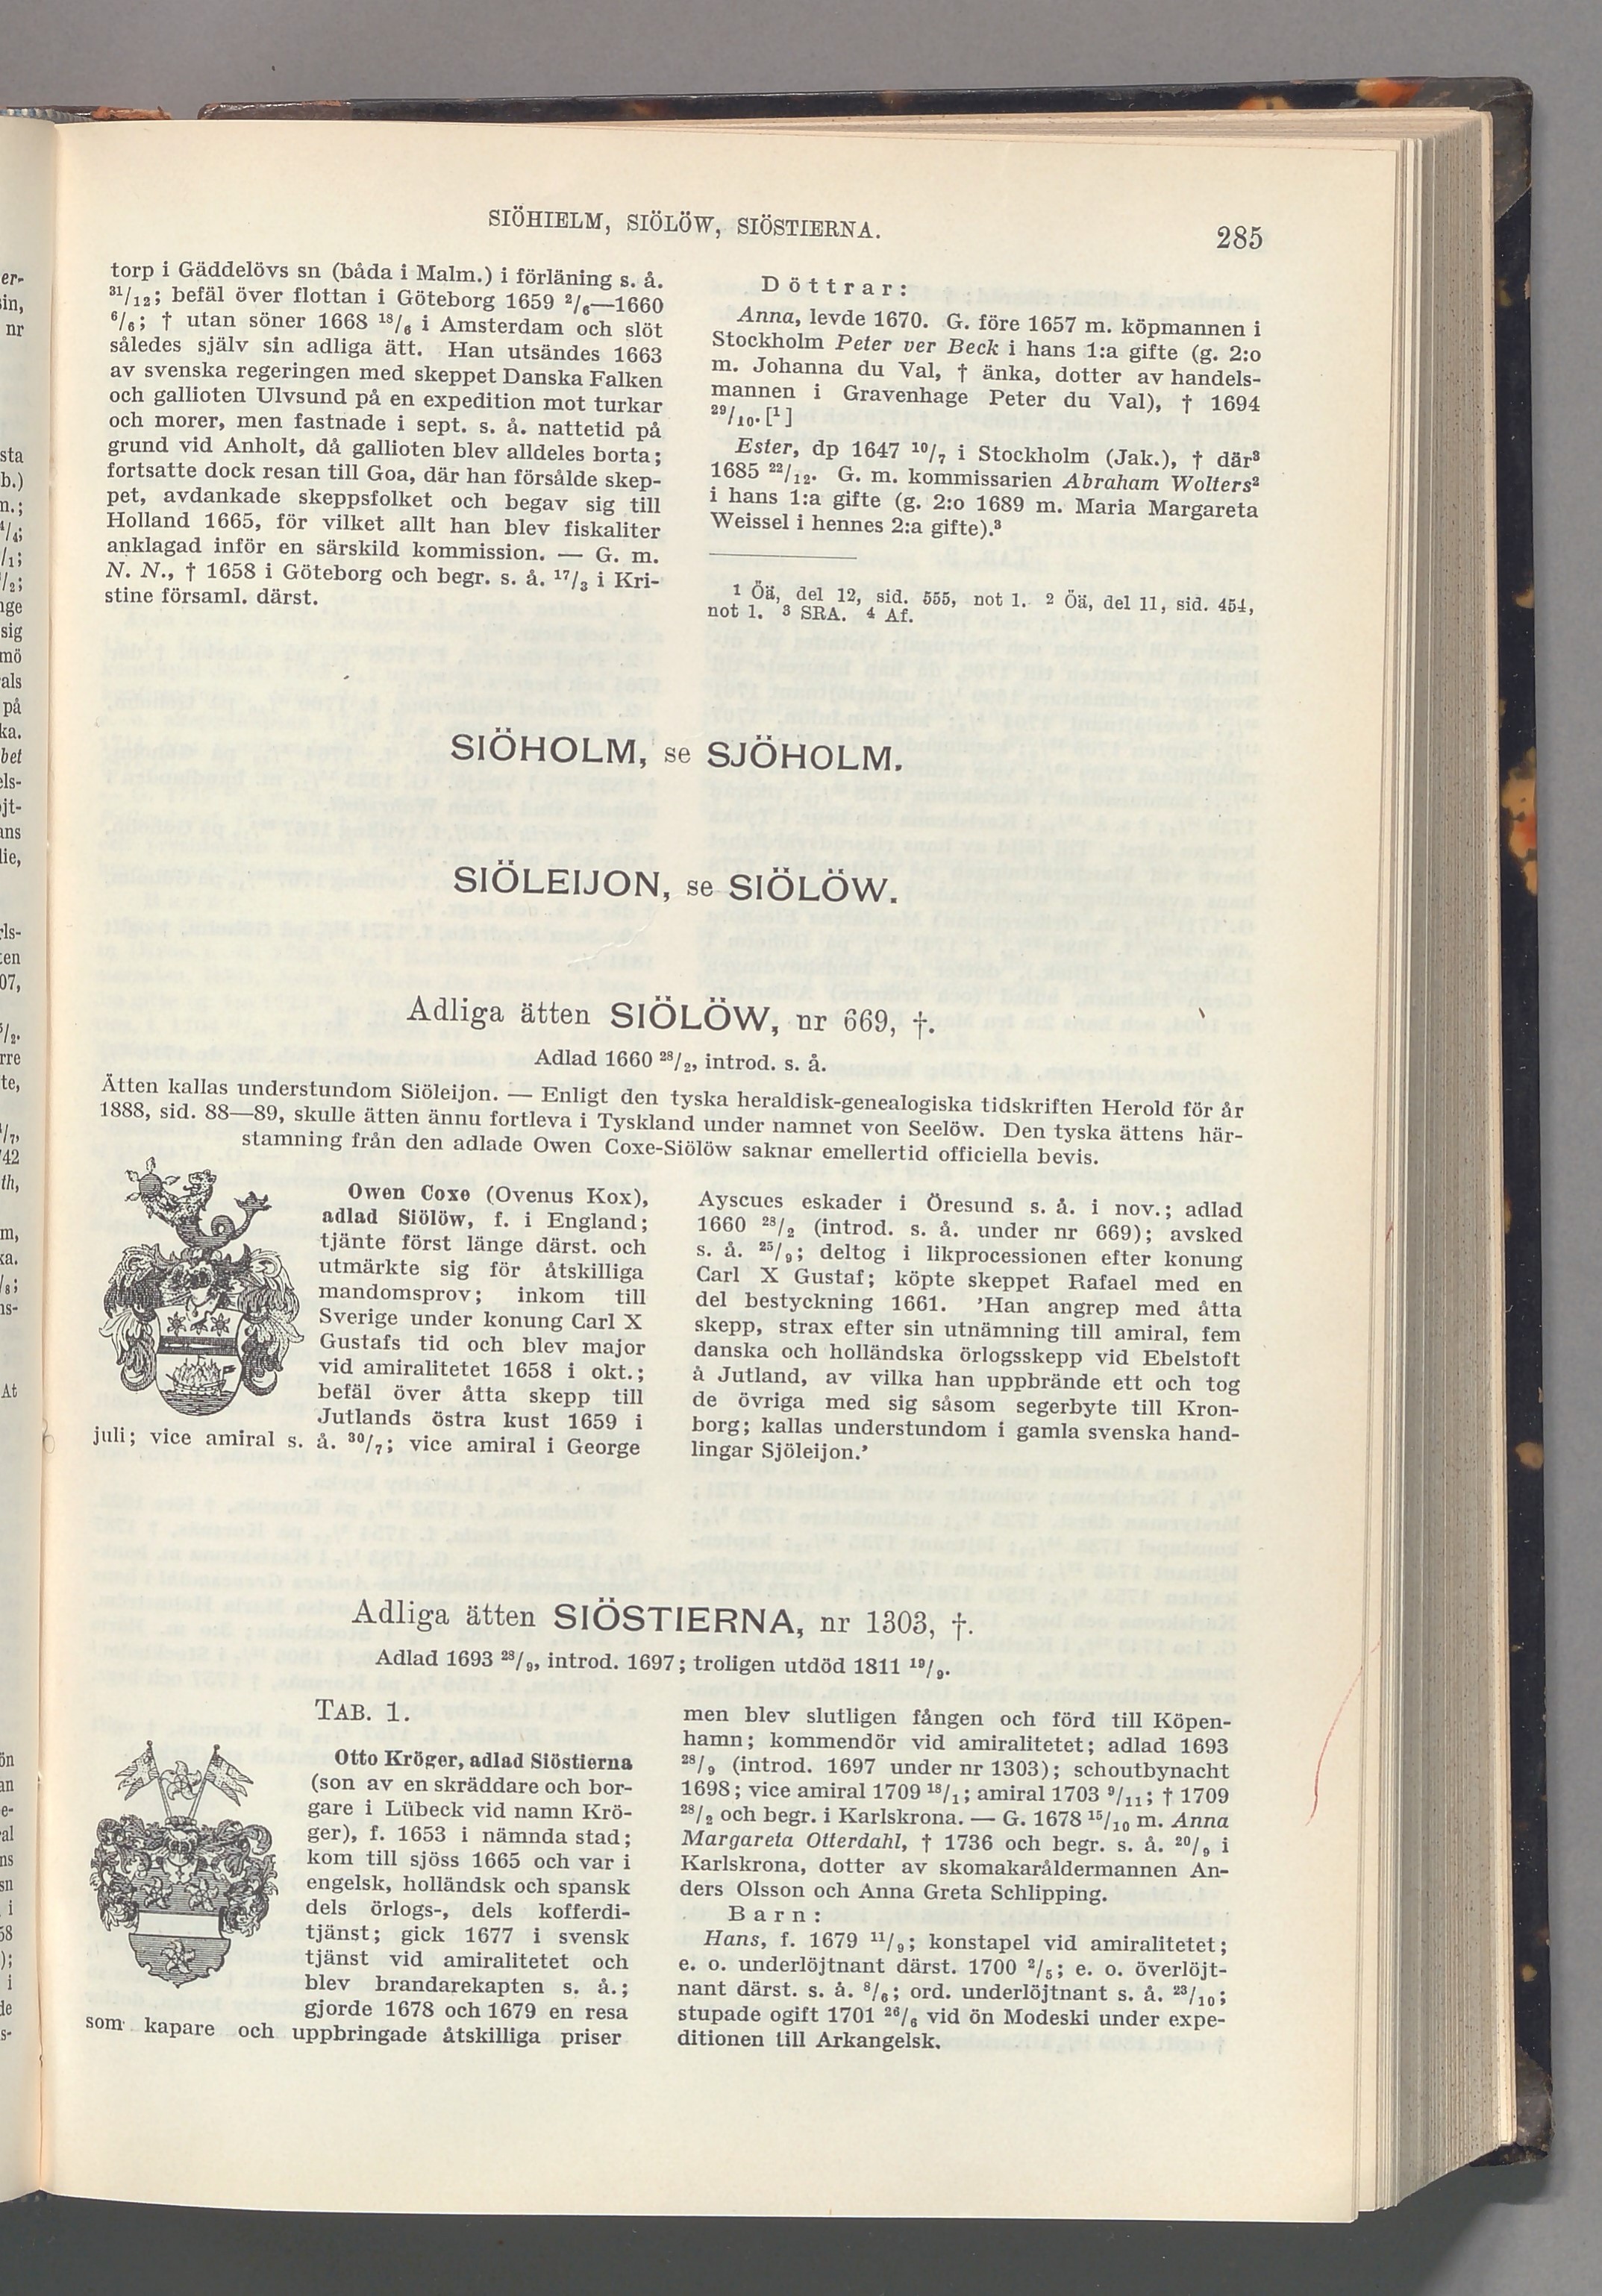 SIÖHIELM, SIÖLÖW, SIÖSTIERNA.
285
torp i Gäddelövs sn (båda i Malm.) i förläning s. å.
³¹/₁₂; befäl över flottan i Göteborg 1659 ²/₆—1660
⁶/₆; † utan söner 1668 ¹⁸/₆ i Amsterdam och slöt
således själv sin adliga ätt. Han utsändes 1663
av svenska regeringen med skeppet Danska Falken
och gallioten Ulvsund på en expedition mot turkar
och morer, men fastnade i sept. s. å. nattetid på
grund vid Anholt, då gallioten blev alldeles borta;
fortsatte dock resan till Goa, där han försålde skep-
pet, avdankade skeppsfolket och begav sig till
Holland 1665, för vilket allt han blev fiskaliter
anklagad inför en särskild kommission. — G. m.
N. N., † 1658 i Göteborg och begr. s. å. ¹⁷/₃ i Kri-
stine församl. därst.
Döttrar:
Anna, levde 1670. G. före 1657 m. köpmannen i
Stockholm Peter ver Beck i hans 1:a gifte (g. 2:o
m. Johanna du Val, † änka, dotter av handels-
mannen i Gravenhage Peter du Val), † 1694
²⁹/₁₀.[¹]
Ester, dp 1647 ¹⁰/₇ i Stockholm (Jak.), † där³
1685 ²²/₁₂. G. m. kommissarien Abraham Wolters²
i hans 1:a gifte (g. 2:o 1689 m. Maria Margareta
Weissel i hennes 2:a gifte).³
1 Öä, del 12, sid. 555, not 1. 2 Öä, del 11, sid. 454,
not 1. 3 SRA. 4 Af.
SIÖHOLM, se SJÖHOLM.
SIÖLEIJON, se SIÖLÖW.
Adliga ätten SIÖLÖW, nr 669, †.
Adlad 1660 ²⁸/₂, introd. s. å.
Ätten kallas understundom Siöleijon. — Enligt den tyska heraldisk-genealogiska tidskriften Herold för år
1888, sid. 88—89, skulle ätten ännu fortleva i Tyskland under namnet von Seelöw. Den tyska ättens här-
stamning från den adlade Owen Coxe-Siölöw saknar emellertid officiella bevis.
Owen Coxe (Ovenus Kox),
adlad Siölöw, f. i England;
tjänte först länge därst. och
utmärkte sig för åtskilliga
mandomsprov; inkom till
Sverige under konung Carl X
Gustafs tid och blev major
vid amiralitetet 1658 i okt.;
befäl över åtta skepp till
Jutlands östra kust 1659 i
juli; vice amiral s. å. ³⁰/₇; vice amiral i George
Ayscues eskader i Öresund s. å. i nov.; adlad
1660 ²⁸/₂ (introd. s. å. under nr 669); avsked
s. å. ²⁵/₉; deltog i likprocessionen efter konung
Carl X Gustaf; köpte skeppet Rafael med en
del bestyckning 1661. 'Han angrep med åtta
skepp, strax efter sin utnämning till amiral, fem
danska och holländska örlogsskepp vid Ebelstoft
å Jutland, av vilka han uppbrände ett och tog
de övriga med sig såsom segerbyte till Kron-
borg; kallas understundom i gamla svenska hand-
lingar Sjöleijon.'
Adliga ätten SIÖSTIERNA, nr 1303, †.
Adlad 1693 ²⁸/₉, introd. 1697; troligen utdöd 1811 ¹⁹/₉.
TAB. 1.
Otto Kröger, adlad Siöstierna
(son av en skräddare och bor-
gare i Lübeck vid namn Krö-
ger), f. 1653 i nämnda stad;
kom till sjöss 1665 och var i
engelsk, holländsk och spansk
dels örlogs-, dels kofferdi-
tjänst; gick 1677 i svensk
tjänst vid amiralitetet och
blev brandarekapten s. å.;
gjorde 1678 och 1679 en resa
som kapare och uppbringade åtskilliga priser
men blev slutligen fången och förd till Köpen-
hamn; kommendör vid amiralitetet; adlad 1693
²⁸/₉ (introd. 1697 under nr 1303); schoutbynacht
1698; vice amiral 1709 ¹⁸/₁; amiral 1703 ⁹/₁₁; † 1709
²⁸/₂ och begr. i Karlskrona. — G. 1678 ¹⁵/₁₀ m. Anna
Margareta Otterdahl, † 1736 och begr. s. å. ²⁰/₉ i
Karlskrona, dotter av skomakaråldermannen An-
ders Olsson och Anna Greta Schlipping.
Barn:
Hans, f. 1679 ¹¹/₉; konstapel vid amiralitetet;
e. o. underlöjtnant därst. 1700 ²/₅; e. o. överlöjt-
nant därst. s. å. ⁸/₆; ord. underlöjtnant s. å. ²³/₁₀;
stupade ogift 1701 ²⁶/₆ vid ön Modeski under expe-
ditionen till Arkangelsk.